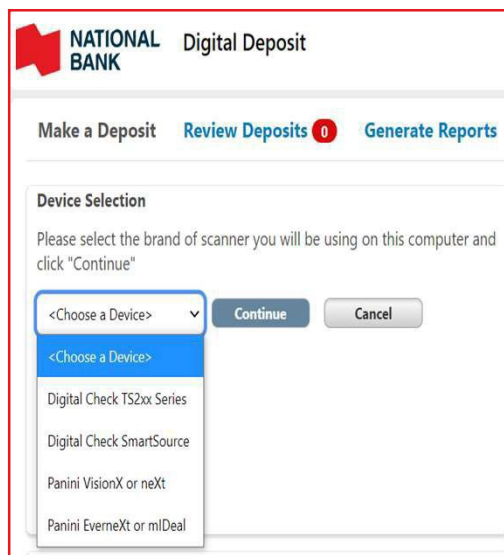 NATIONAL
BANK
Digital Deposit
Make a Deposit Review Deposits 0 Generate Reports
Device Selection
Please select the brand of scanner you will be using on this computer and
click "Continue"
<Choose a Device> Continue Cancel
<Choose a Device>
Digital Check TS2xx Series
Digital Check SmartSource
Panini VisionX or neXt
Panini EverneXt or mIDeal